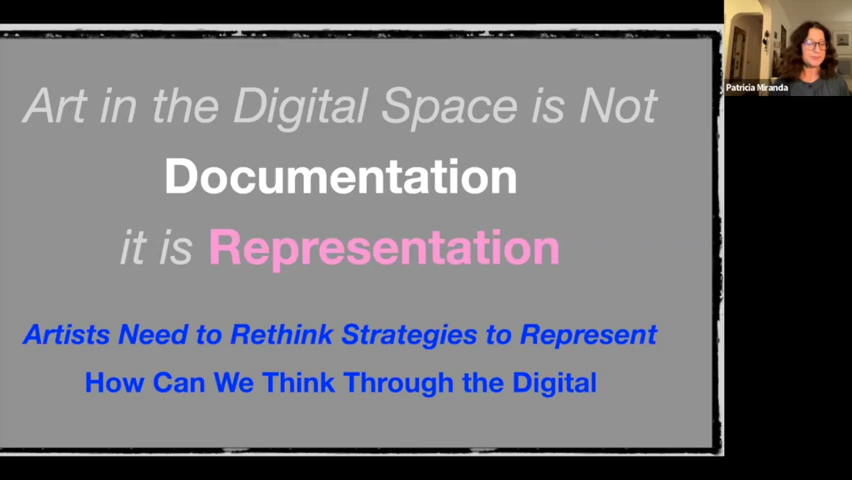 Art in the Digital Space is Not
Documentation
it is Representation
Artists Need to Rethink Strategies to Represent
How Can We Think Through the Digital
Patricia Miranda